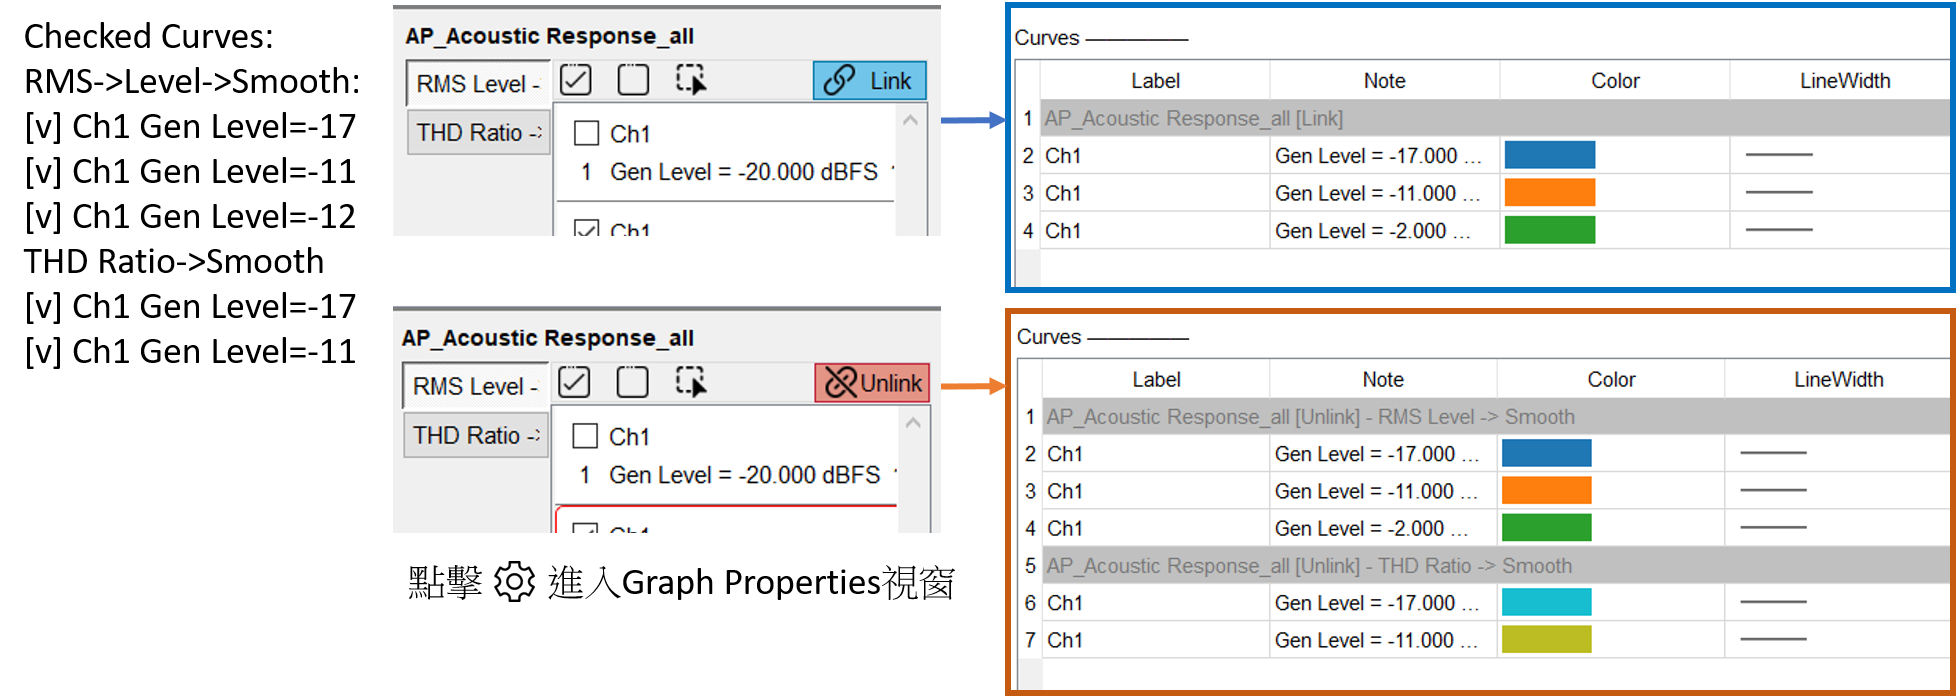 Checked Curves:
RMS->Level->Smooth:
[v] Ch1 Gen Level=-17
[v] Ch1 Gen Level=-11
[v] Ch1 Gen Level=-12
THD Ratio->Smooth
[v] Ch1 Gen Level=-17
[v] Ch1 Gen Level=-11
AP_Acoustic Response_all
RMS Level -
Link
THD Ratio ->
Ch1
1 Gen Level = -20.000 dBFS
Ch1
Curves
Label Note Color LineWidth
1 AP_Acoustic Response_all [Link]
2 Ch1 Gen Level = -17.000 ...
3 Ch1 Gen Level = -11.000 ...
4 Ch1 Gen Level = -2.000 ...
AP_Acoustic Response_all
RMS Level -
Unlink
THD Ratio ->
Ch1
1 Gen Level = -20.000 dBFS
Ch1
點擊 進入Graph Properties視窗
Curves
Label Note Color LineWidth
1 AP_Acoustic Response_all [Unlink] - RMS Level -> Smooth
2 Ch1 Gen Level = -17.000 ...
3 Ch1 Gen Level = -11.000 ...
4 Ch1 Gen Level = -2.000 ...
5 AP_Acoustic Response_all [Unlink] - THD Ratio -> Smooth
6 Ch1 Gen Level = -17.000 ...
7 Ch1 Gen Level = -11.000 ...